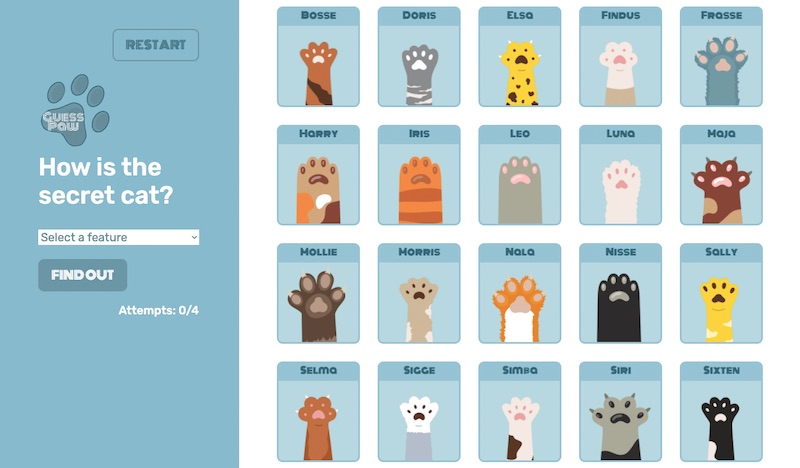 RESTART
GUESS
PAW
How is the
secret cat?
Select a feature
FIND OUT
Attempts: 0/4
Bosse
Doris
Elsa
Findus
Frasse
Harry
Iris
Leo
Luna
Maja
Mollie
Morris
Nala
Nisse
Sally
Selma
Sigge
Simba
Siri
Sixten